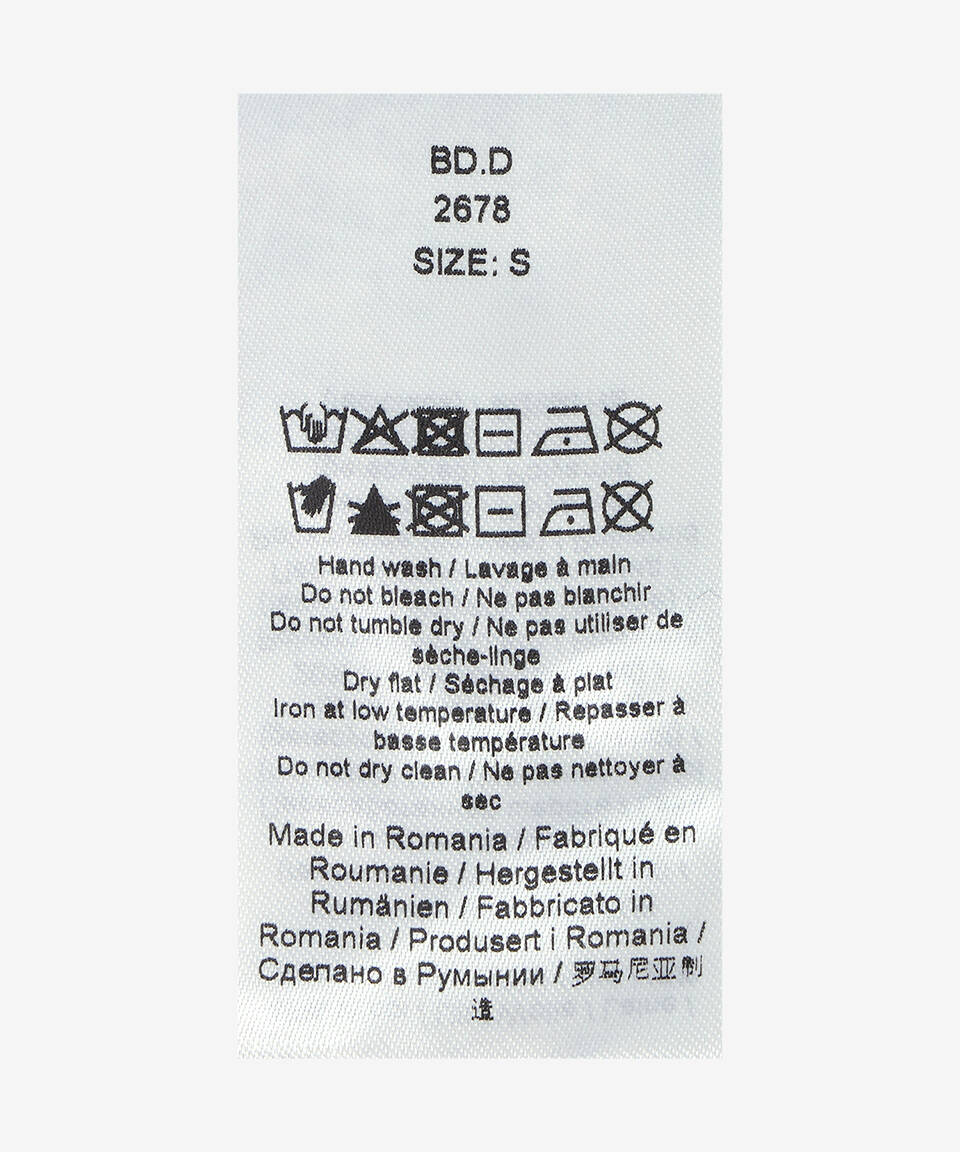 BD.D
2678
SIZE: S
Hand wash / Lavage à main
Do not bleach / Ne pas blanchir
Do not tumble dry / Ne pas utiliser de
sèche-linge
Dry flat / Séchage à plat
Iron at low temperature / Repasser à
basse température
Do not dry clean / Ne pas nettoyer à
sec
Made in Romania / Fabriqué en
Roumanie / Hergestellt in
Rumänien / Fabbricato in
Romania / Produsert i Romania /
Сделано в Румынии / 罗马尼亚制
造